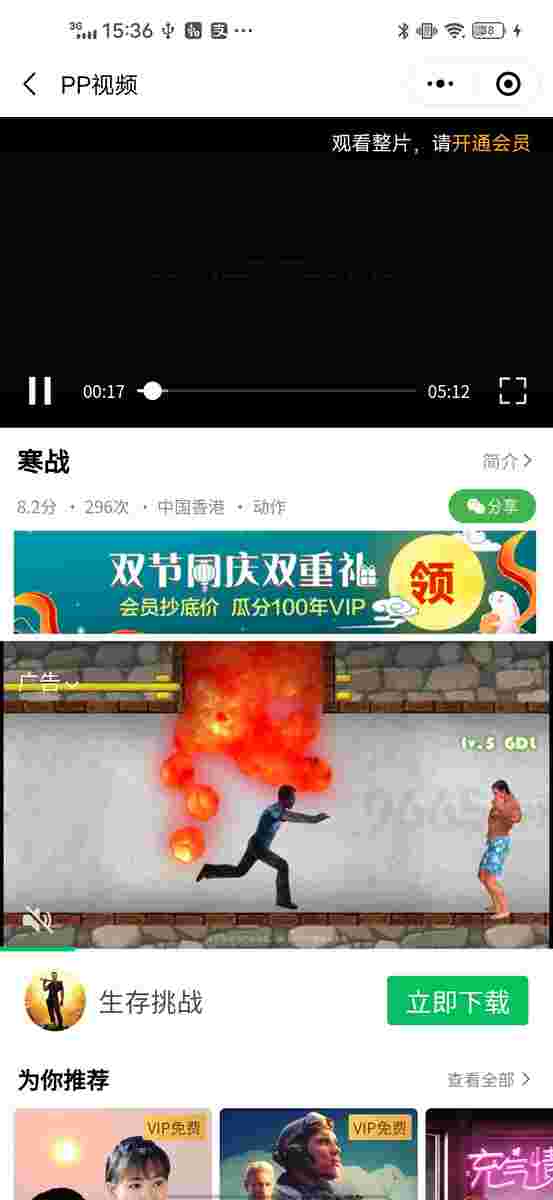 3G 15:36
PP视频
观看整片，请开通会员
00:17
05:12
寒战
简介
8.2分 · 296次 · 中国香港 · 动作
分享
双节同庆双重礼
会员抄底价 瓜分100年VIP
领
广告
lv.5 GDL
生存挑战
立即下载
为你推荐
查看全部
VIP免费
VIP免费
充气情